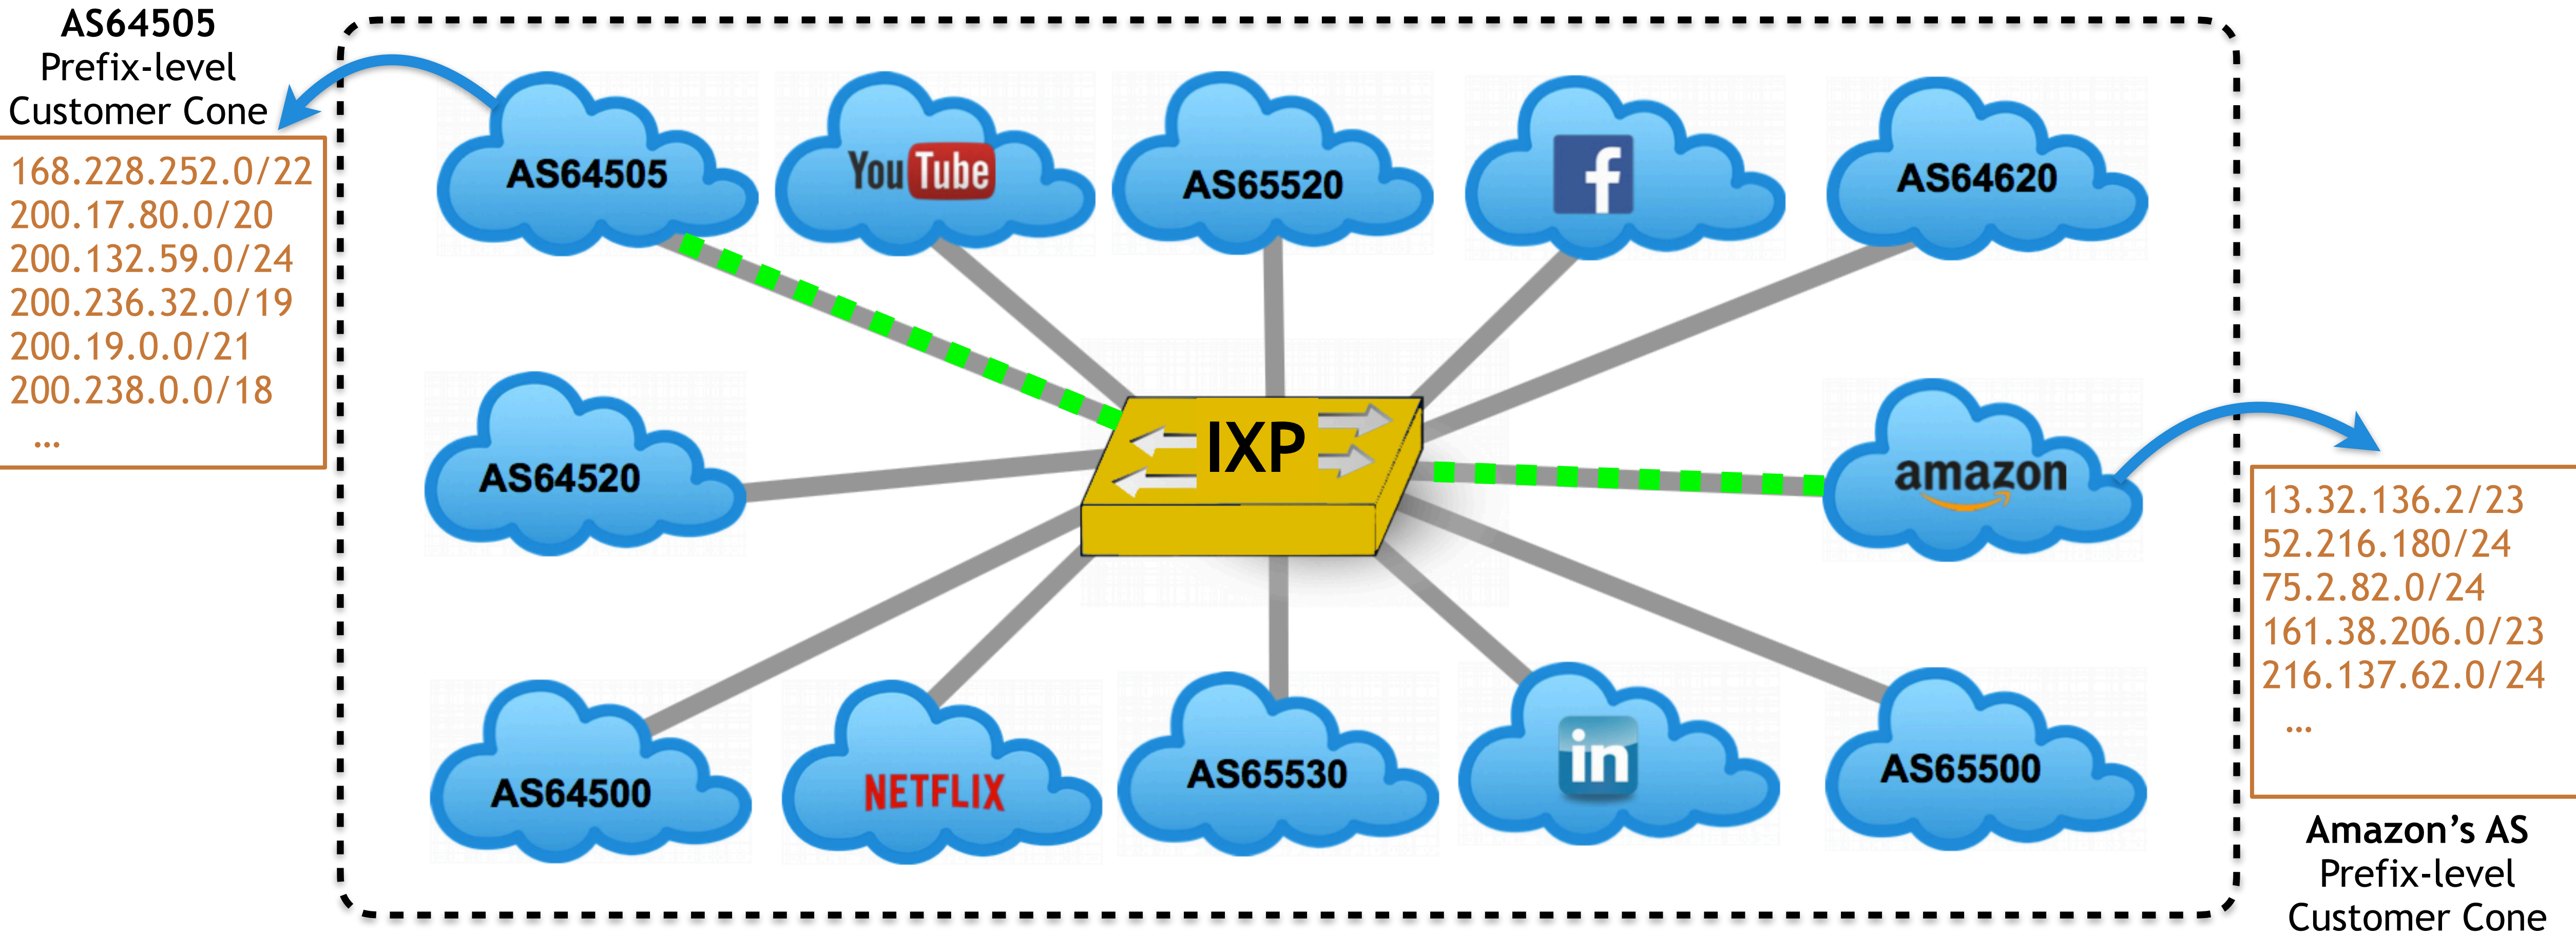 AS64505
Prefix-level
Customer Cone
168.228.252.0/22
200.17.80.0/20
200.132.59.0/24
200.236.32.0/19
200.19.0.0/21
200.238.0.0/18
...
AS64505
YouTube
AS65520
f
AS64620
AS64520
IXP
amazon
AS64500
NETFLIX
AS65530
in
AS65500
13.32.136.2/23
52.216.180/24
75.2.82.0/24
161.38.206.0/23
216.137.62.0/24
...
Amazon’s AS
Prefix-level
Customer Cone